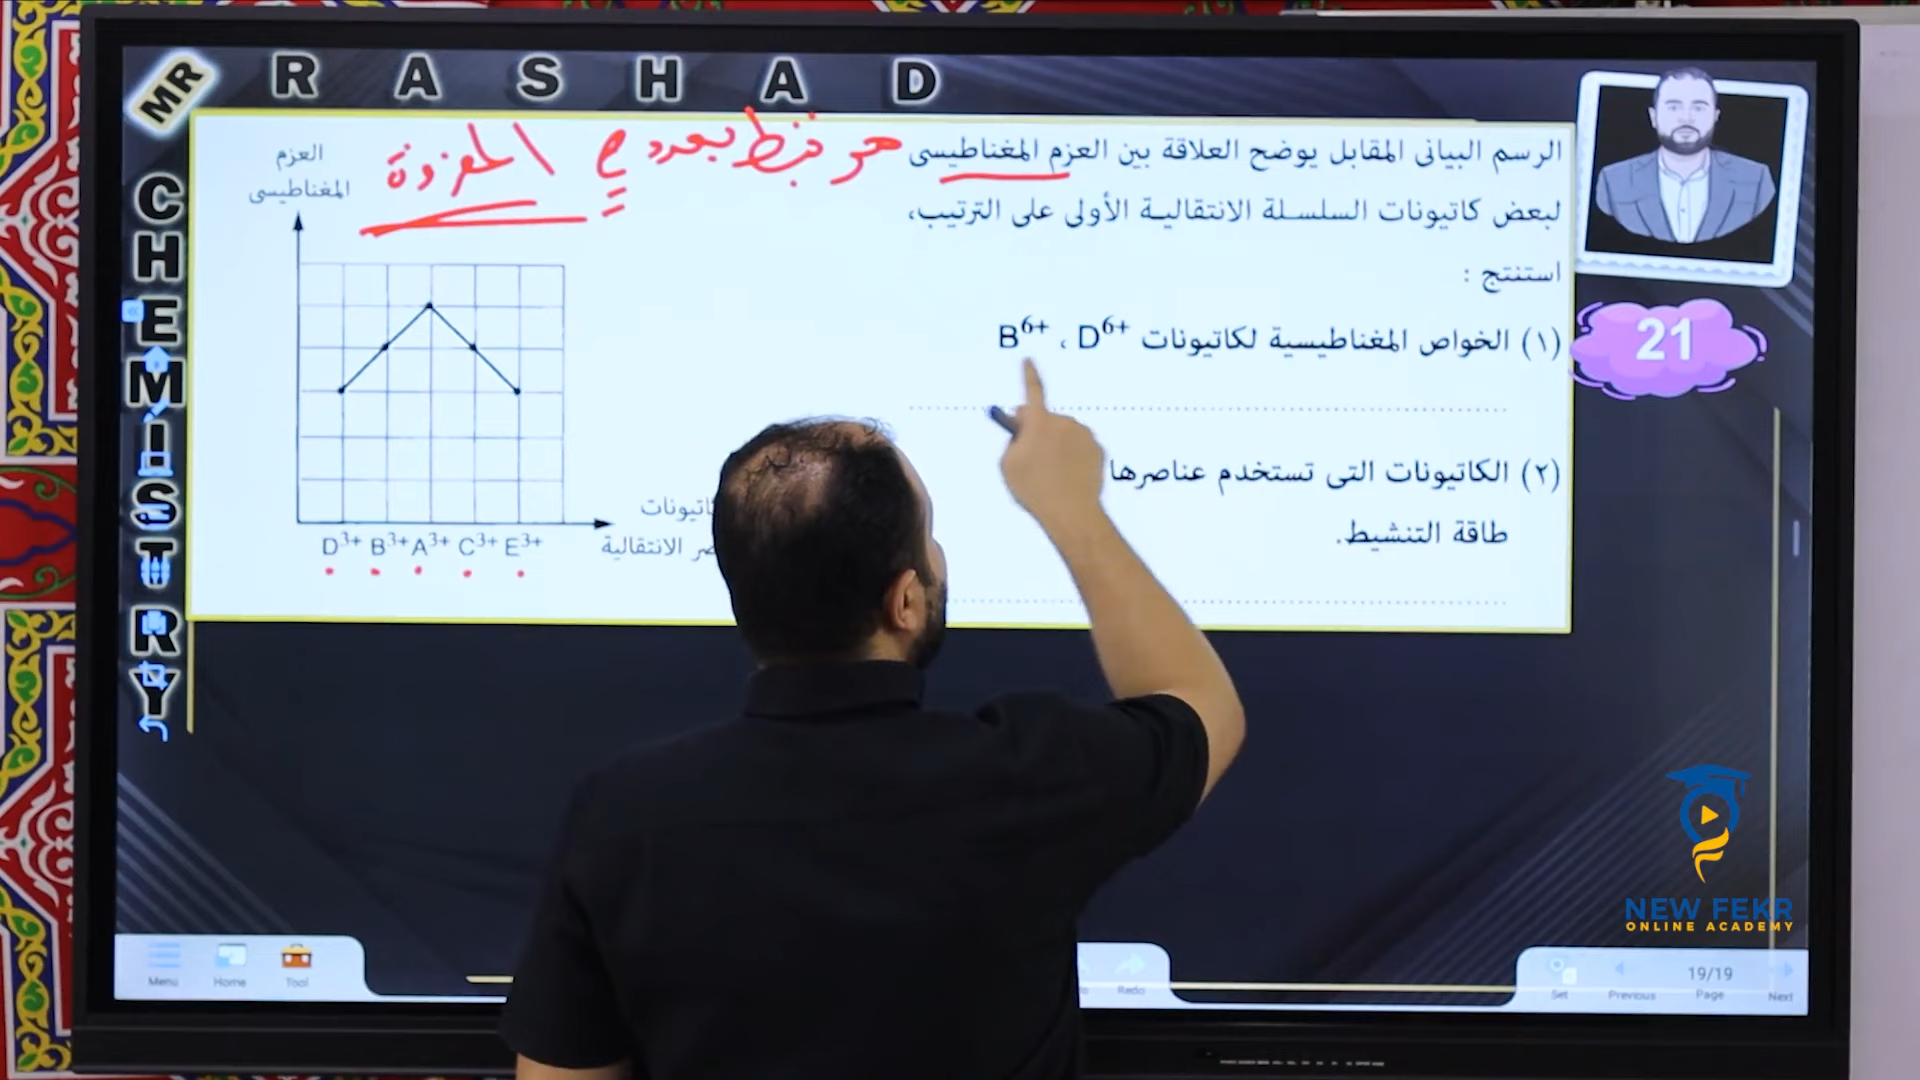 MR RASHAD
CHEMISTRY
الرسم البيانى المقابل يوضح العلاقة بين العزم المغناطيسى
لبعض كاتيونات السلسلة الانتقالية الأولى على الترتيب،
استنتج :
(١) الخواص المغناطيسية لكاتيونات D6+ ، B6+
(٢) الكاتيونات التى تستخدم عناصرها
طاقة التنشيط.
المفردة
العزم
المغناطيسى
D3+ B3+ A3+ C3+ E3+
21
NEW FEKR
ONLINE ACADEMY
Menu Home Tool
Redo
Set Previous 19/19 Page Next